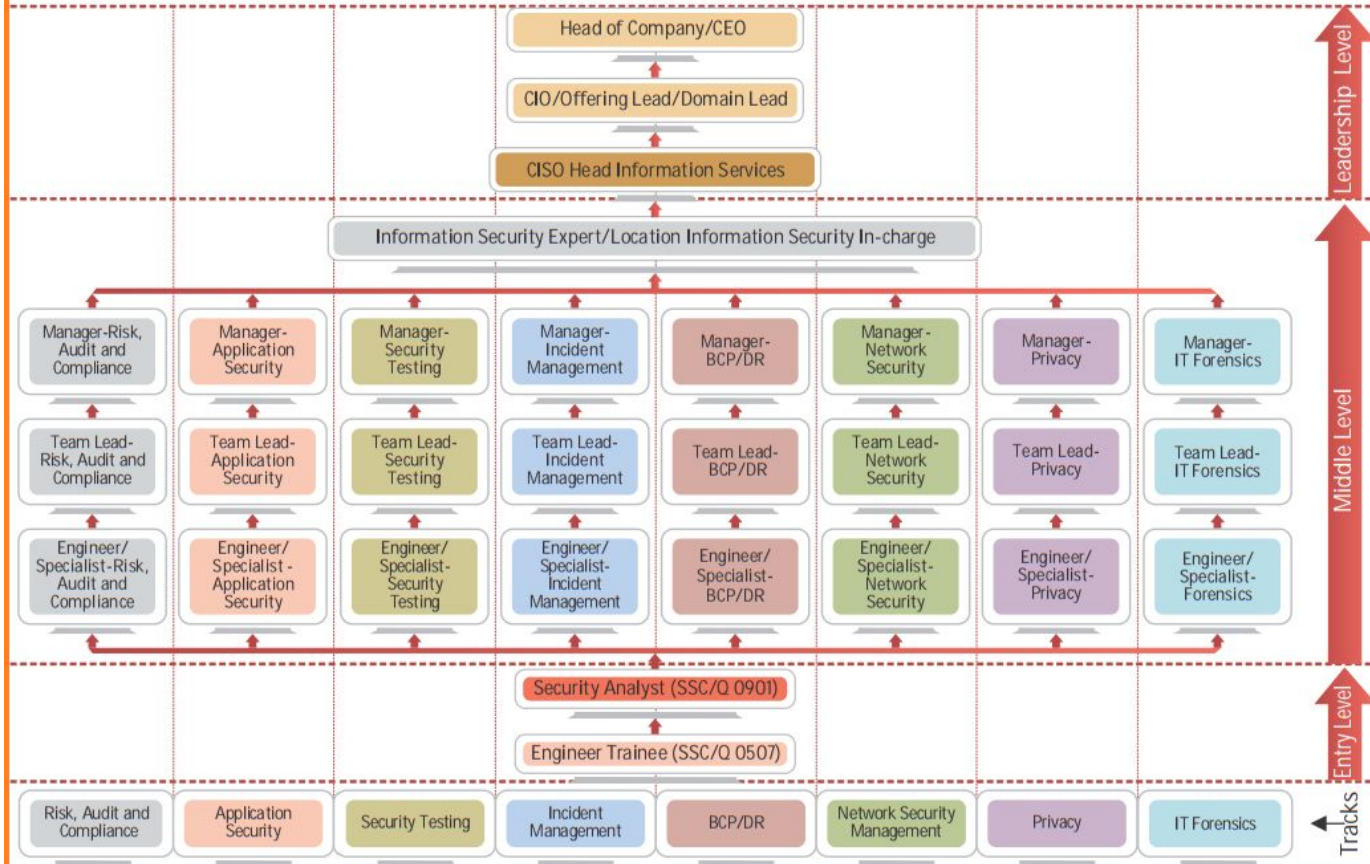 Head of Company/CEO
CIO/Offering Lead/Domain Lead
CISO Head Information Services
Leadership Level
Information Security Expert/Location Information Security In-charge
Manager-Risk,
Audit and
Compliance
Manager-
Application
Security
Manager-
Security
Testing
Manager-
Incident
Management
Manager-
BCP/DR
Manager-
Network
Security
Manager-
Privacy
Manager-
IT Forensics
Team Lead-
Risk, Audit and
Compliance
Team Lead-
Application
Security
Team Lead-
Security
Testing
Team Lead-
Incident
Management
Team Lead-
BCP/DR
Team Lead-
Network
Security
Team Lead-
Privacy
Team Lead-
IT Forensics
Engineer/
Specialist-Risk,
Audit and
Compliance
Engineer/
Specialist -
Application
Security
Engineer/
Specialist-
Security
Testing
Engineer/
Specialist-
Incident
Management
Engineer/
Specialist-
BCP/DR
Engineer/
Specialist-
Network
Security
Engineer/
Specialist-
Privacy
Engineer/
Specialist-
Forensics
Middle Level
Security Analyst (SSC/Q 0901)
Engineer Trainee (SSC/Q 0507)
Entry Level
Risk, Audit and
Compliance
Application
Security
Security Testing
Incident
Management
BCP/DR
Network Security
Management
Privacy
IT Forensics
Tracks